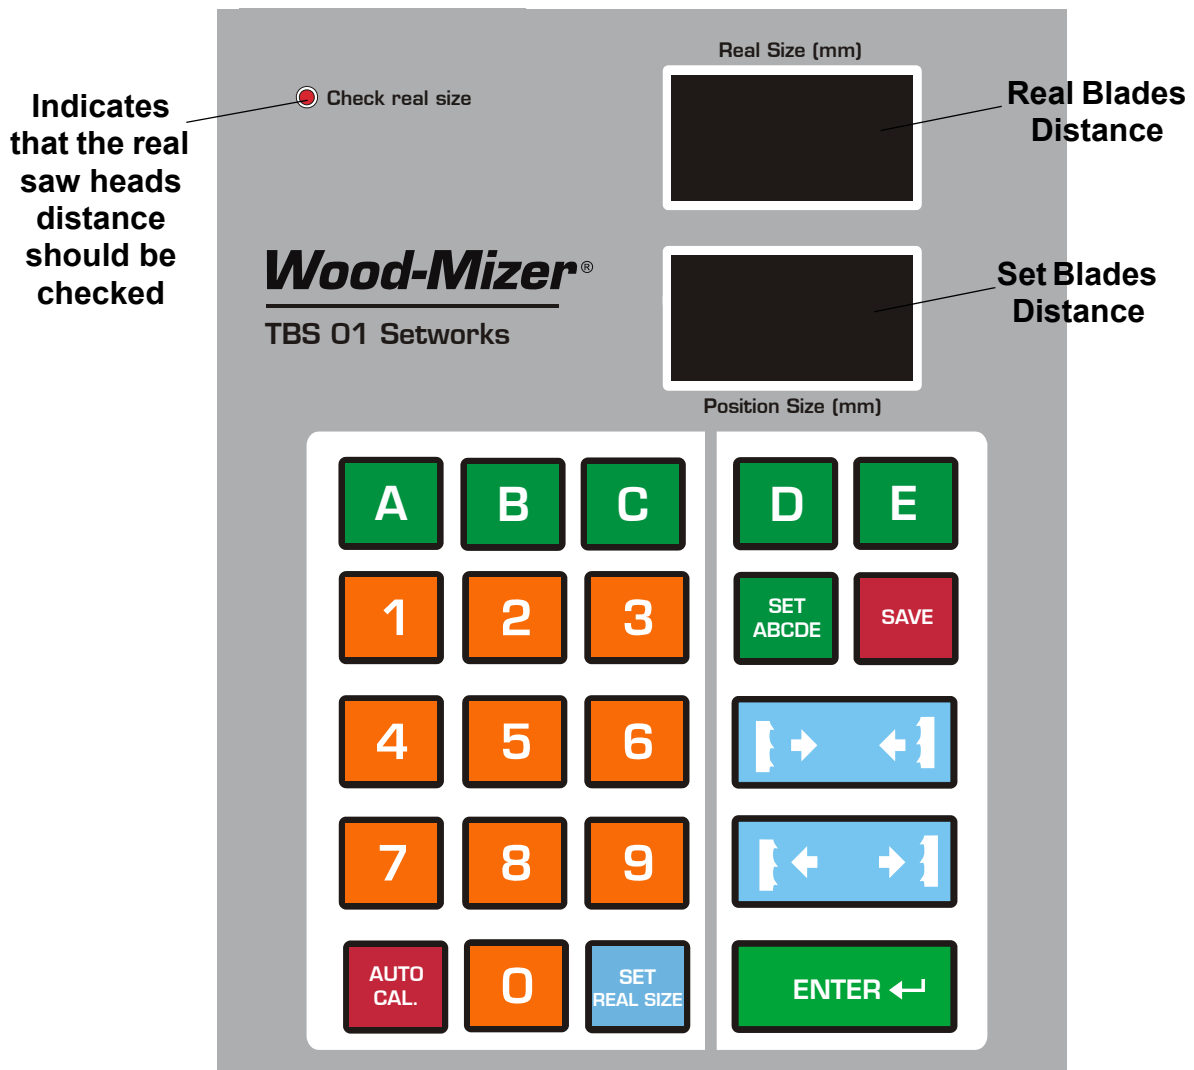 Real Size (mm)
Check real size
Indicates
that the real
saw heads
distance
should be
checked
Real Blades
Distance
Wood-Mizer®
TBS 01 Setworks
Set Blades
Distance
Position Size (mm)
A B C D E
1 2 3
SET
ABCDE
SAVE
4 5 6
7 8 9
AUTO
CAL.
0
SET
REAL SIZE
ENTER